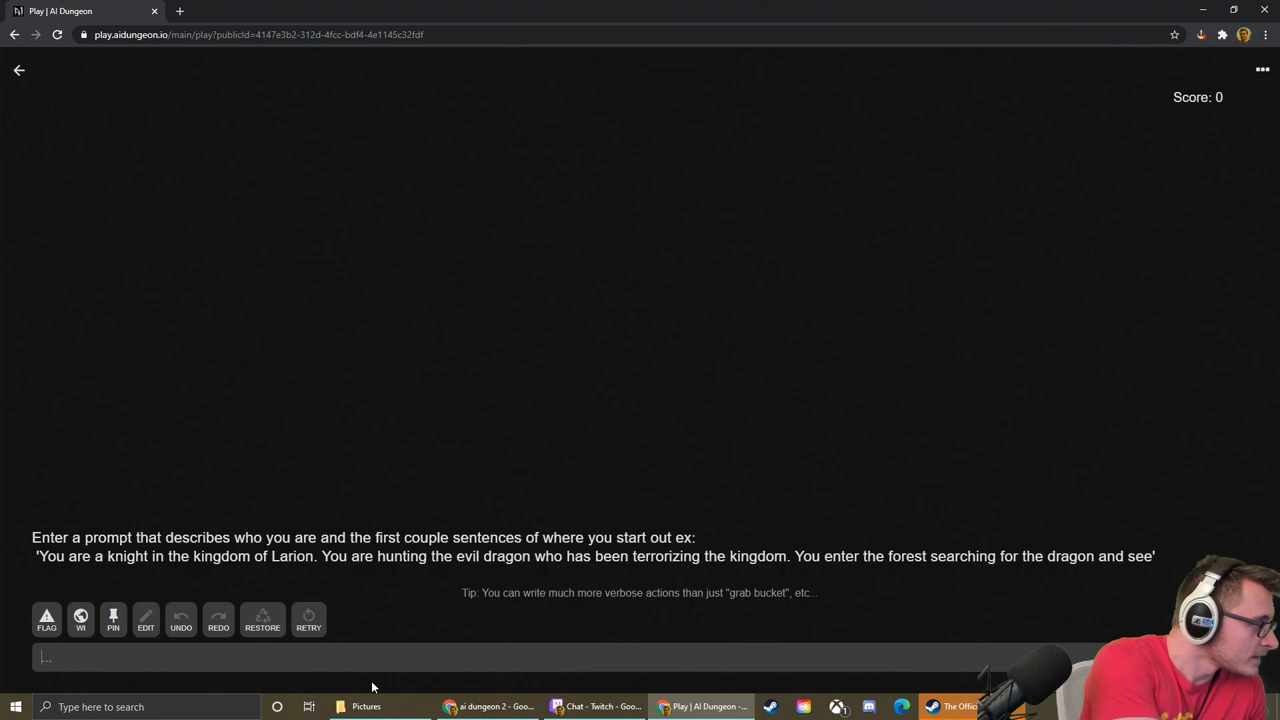 Play | AI Dungeon
play.aidungeon.io/main/play?publicId=4147e3b2-312d-4fcc-bdf4-4e1145c32fdf
Score: 0
Enter a prompt that describes who you are and the first couple sentences of where you start out ex:
'You are a knight in the kingdom of Larion. You are hunting the evil dragon who has been terrorizing the kingdom. You enter the forest searching for the dragon and see'
Tip: You can write much more verbose actions than just "grab bucket", etc...
FLAG WI PIN EDIT UNDO REDO RESTORE RETRY
...
Type here to search Pictures ai dungeon 2 - Goo... Chat - Twitch - Goo... Play | AI Dungeon -... The Offici